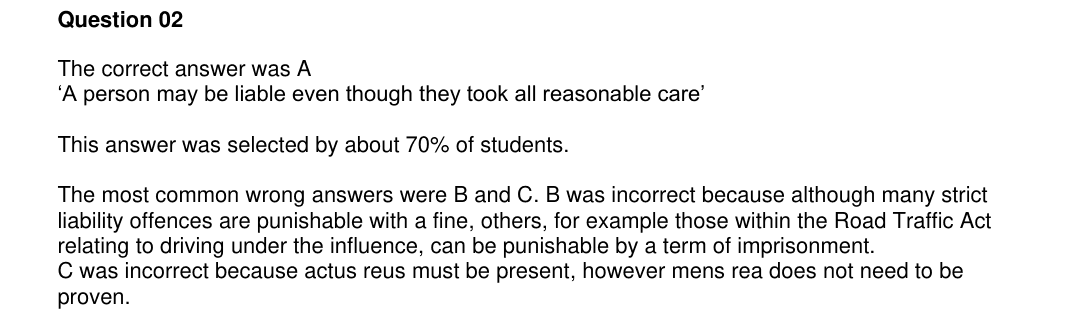 Question 02
The correct answer was A
‘A person may be liable even though they took all reasonable care’
This answer was selected by about 70% of students.
The most common wrong answers were B and C. B was incorrect because although many strict
liability offences are punishable with a fine, others, for example those within the Road Traffic Act
relating to driving under the influence, can be punishable by a term of imprisonment.
C was incorrect because actus reus must be present, however mens rea does not need to be
proven.